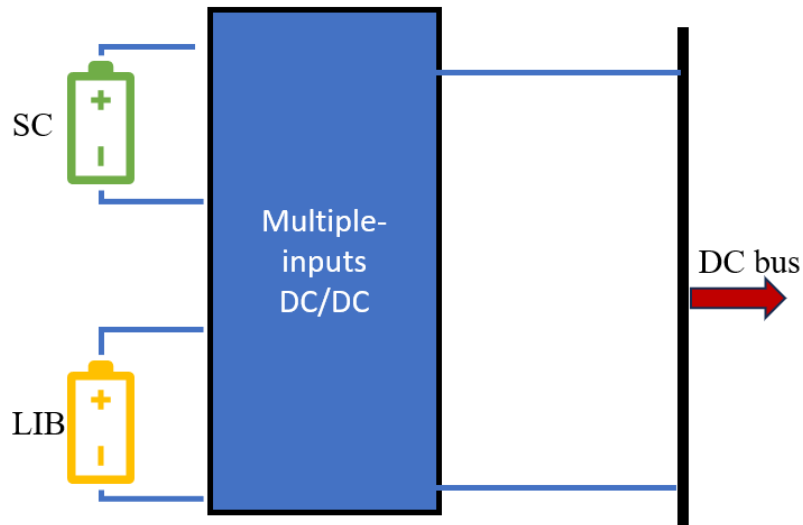 SC
Multiple-
inputs
DC/DC
DC bus
LIB